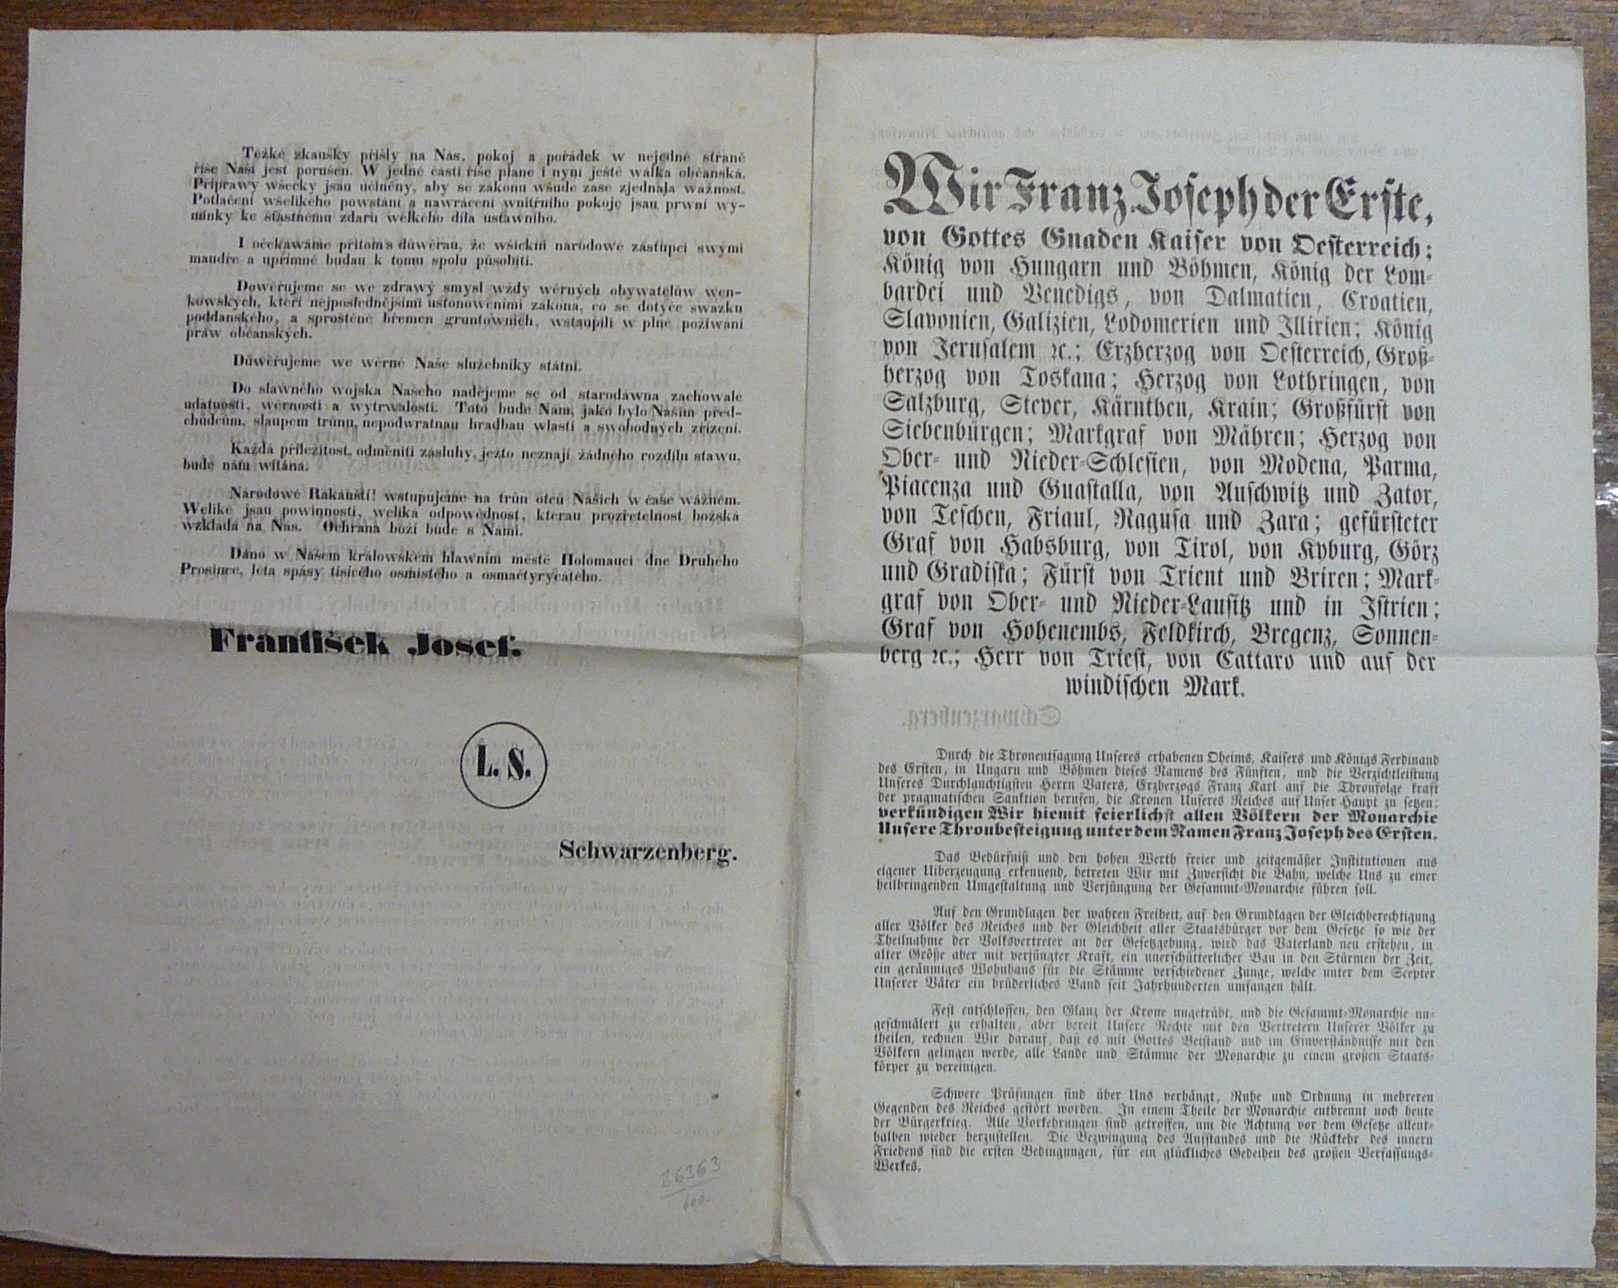 Těžké zkaušky přišly na Nás, pokoj a pořádek w nejedné straně
říše Naší jest porušen. W jedné části říše plane i nyní ještě wálka občanská.
Příprawy wšecky jsau učiněny, aby se zákonu wšude zase zjednala wážnost.
Potlačení wšelikého powstání a nawrácení wnitřního pokoje jsau prwní wý-
mínky ke šťastnému zdaru welkého díla ústawního.
I očekáwáme přitom s důwěrau, že wšickni národowé zástupci swými
maudře a upřímně budau k tomu spolu působiti.
Dowěřujeme se we zdrawý smysl wždy wěrných obywatelůw wen-
kowských, kteří nejposlednějšími ustanoweními zákona, co se dotýče swazku
poddanského, a sproštění břemen gruntowních, wstaupili w plné požíwání
práw občanských.
Důwěřujeme we wěrné Naše služebníky státní.
Do slawného wojska Našeho nadějeme se od starodáwna zachowalé
udatnosti, wěrnosti a wytrwalosti. Totô bude Nám, jako bylo Našim před-
chůdcům, slaupem trůnu, nepodwratnau hradbau wlasti a swobodných zřízení.
Každá příležitost, odměniti zásluhy, ježto neznají žádného rozdílu stawu,
bude nám wítána.
Národowé Rakauští! wstupujeme na trůn otců Našich w čase wážném.
Weliké jsau powinnosti, weliká odpowědnost, kterau prozřetelnost božská
wzkládá na Nás. Ochrana boží bude s Námi.
Dáno w Našem králowském hlawním městě Holomauci dne Druhého
Prosince, léta spásy tisícého osmistého a osmačtyrycátého.
František Josef.
L. S.
Schwarzenberg.
86363
Wir Franz Joseph der Erste,
von Gottes Gnaden Kaiser von Oesterreich;
König von Hungarn und Böhmen, König der Lom-
bardei und Venedigs, von Dalmatien, Croatien,
Slavonien, Galizien, Lodomerien und Illirien; König
von Jerusalem ꝛc.; Erzherzog von Oesterreich, Groß-
herzog von Toskana; Herzog von Lothringen, von
Salzburg, Steyer, Kärnthen, Krain; Großfürst von
Siebenbürgen; Markgraf von Mähren; Herzog von
Ober- und Nieder-Schlesien, von Modena, Parma,
Piacenza und Guastalla, von Auschwitz und Zator,
von Teschen, Friaul, Ragusa und Zara; gefürsteter
Graf von Habsburg, von Tirol, von Kyburg, Görz
und Gradiska; Fürst von Trient und Brixen; Mark-
graf von Ober- und Nieder-Lausitz und in Istrien;
Graf von Hohenembs, Feldkirch, Bregenz, Sonnen-
berg ꝛc.; Herr von Triest, von Cattaro und auf der
windischen Mark.
Durch die Thronentsagung Unseres erhabenen Oheims, Kaisers und Königs Ferdinand
des Ersten, in Ungarn und Böhmen dieses Namens des Fünften, und die Verzichtleistung
Unseres Durchlauchtigsten Herrn Vaters, Erzherzogs Franz Karl auf die Thronfolge kraft
der pragmatischen Sanktion berufen, die Kronen Unseres Reiches auf Unser Haupt zu setzen:
verkündigen Wir hiemit feierlichst allen Völkern der Monarchie
Unsere Thronbesteigung unter dem Namen Franz Joseph des Ersten.
Das Bedürfniß und den hohen Werth freier und zeitgemäßer Institutionen aus
eigener Uiberzeugung erkennend, betreten Wir mit Zuversicht die Bahn, welche Uns zu einer
heilbringenden Umgestaltung und Verjüngung der Gesammt-Monarchie führen soll.
Auf den Grundlagen der wahren Freiheit, auf den Grundlagen der Gleichberechtigung
aller Völker des Reiches und der Gleichheit aller Staatsbürger vor dem Gesetze so wie der
Theilnahme der Volksvertreter an der Gesetzgebung, wird das Vaterland neu erstehen, in
alter Größe aber mit verjüngter Kraft, ein unerschütterlicher Bau in den Stürmen der Zeit,
ein geräumiges Wohnhaus für die Stämme verschiedener Zunge, welche unter dem Scepter
Unserer Väter ein brüderliches Band seit Jahrhunderten umfangen hält.
Fest entschlossen, den Glanz der Krone ungetrübt, und die Gesammt-Monarchie un-
geschmälert zu erhalten, aber bereit Unsere Rechte mit den Vertretern Unserer Völker zu
theilen, rechnen Wir darauf, daß es mit Gottes Beistand und im Einverständnisse mit den
Völkern gelingen werde, alle Lande und Stämme der Monarchie zu einem großen Staats-
körper zu vereinigen.
Schwere Prüfungen sind über Uns verhängt, Ruhe und Ordnung in mehreren
Gegenden des Reiches gestört worden. In einem Theile der Monarchie entbrennt noch heute
der Bürgerkrieg. Alle Vorkehrungen sind getroffen, um die Achtung vor dem Gesetze allent-
halben wieder herzustellen. Die Bezwingung des Aufstandes und die Rückkehr des innern
Friedens sind die ersten Bedingungen, für ein glückliches Gedeihen des großen Verfassungs-
Werkes.